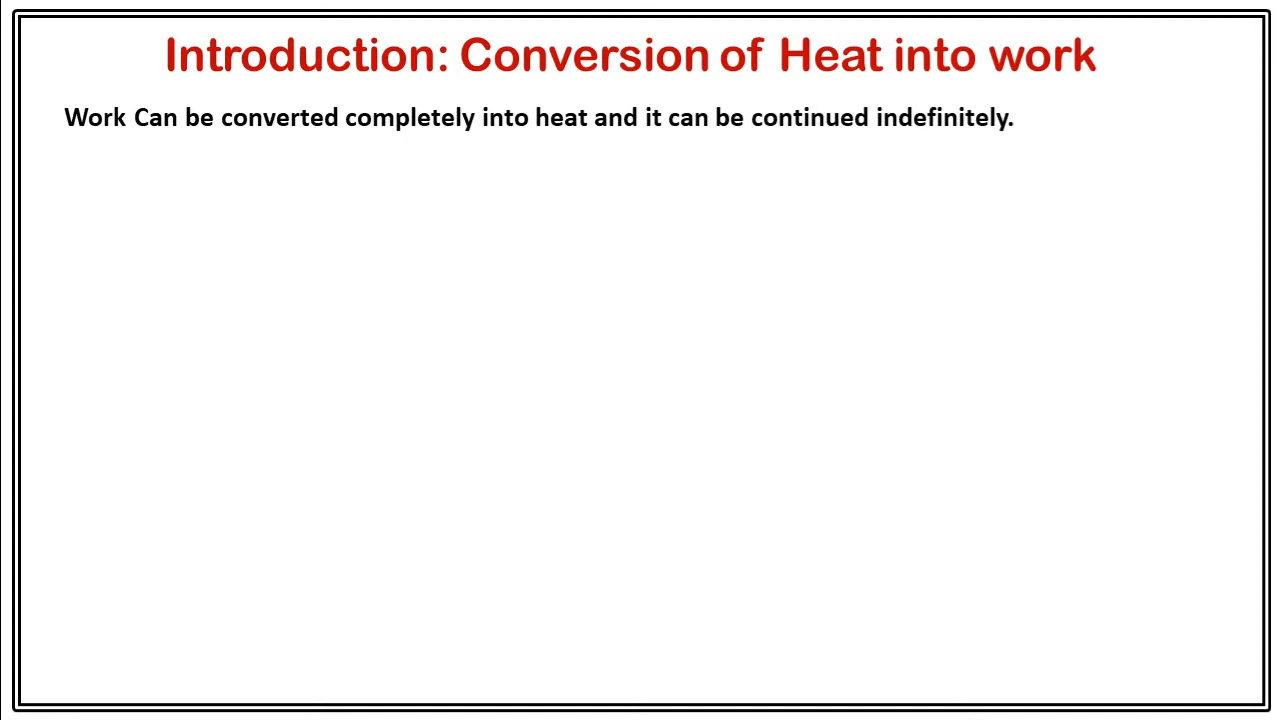 Introduction: Conversion of Heat into work
Work Can be converted completely into heat and it can be continued indefinitely.